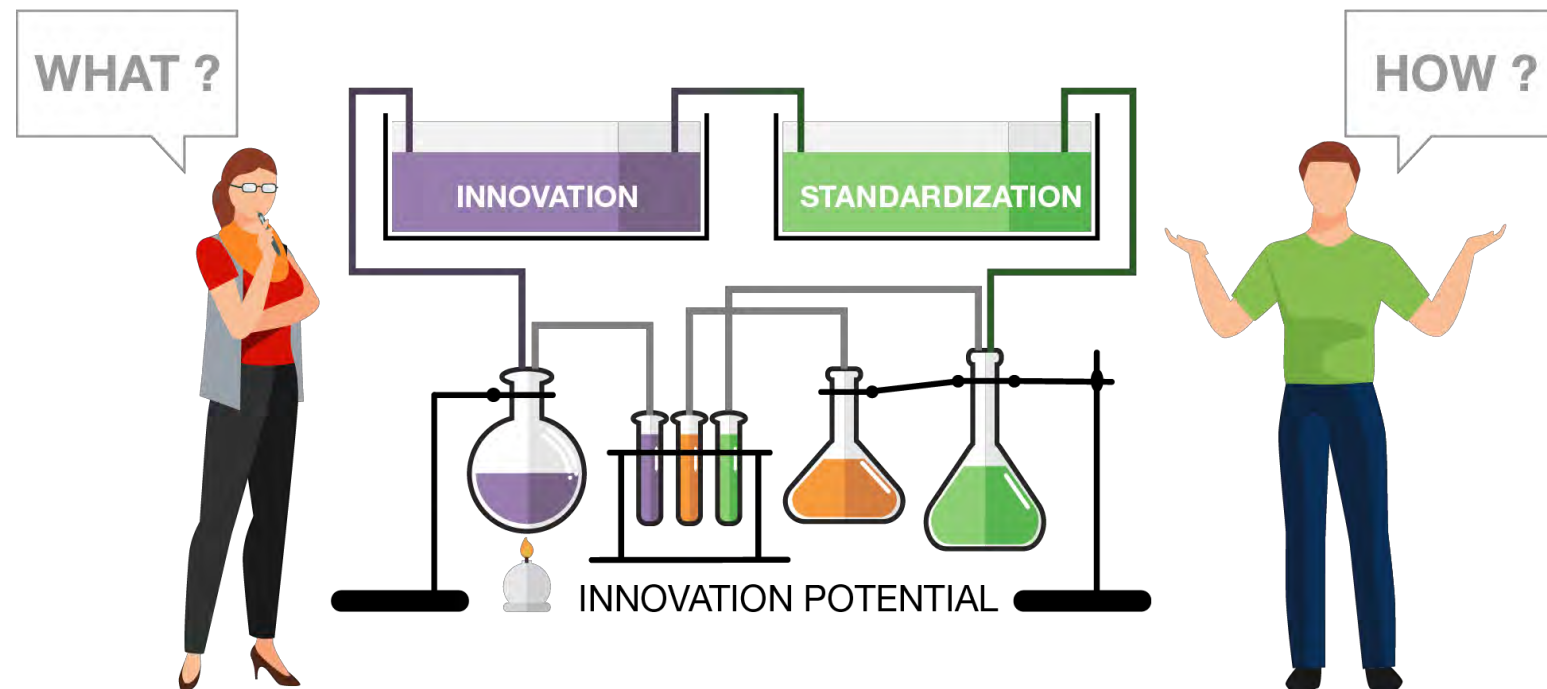 WHAT ?
HOW ?
INNOVATION
STANDARDIZATION
INNOVATION POTENTIAL